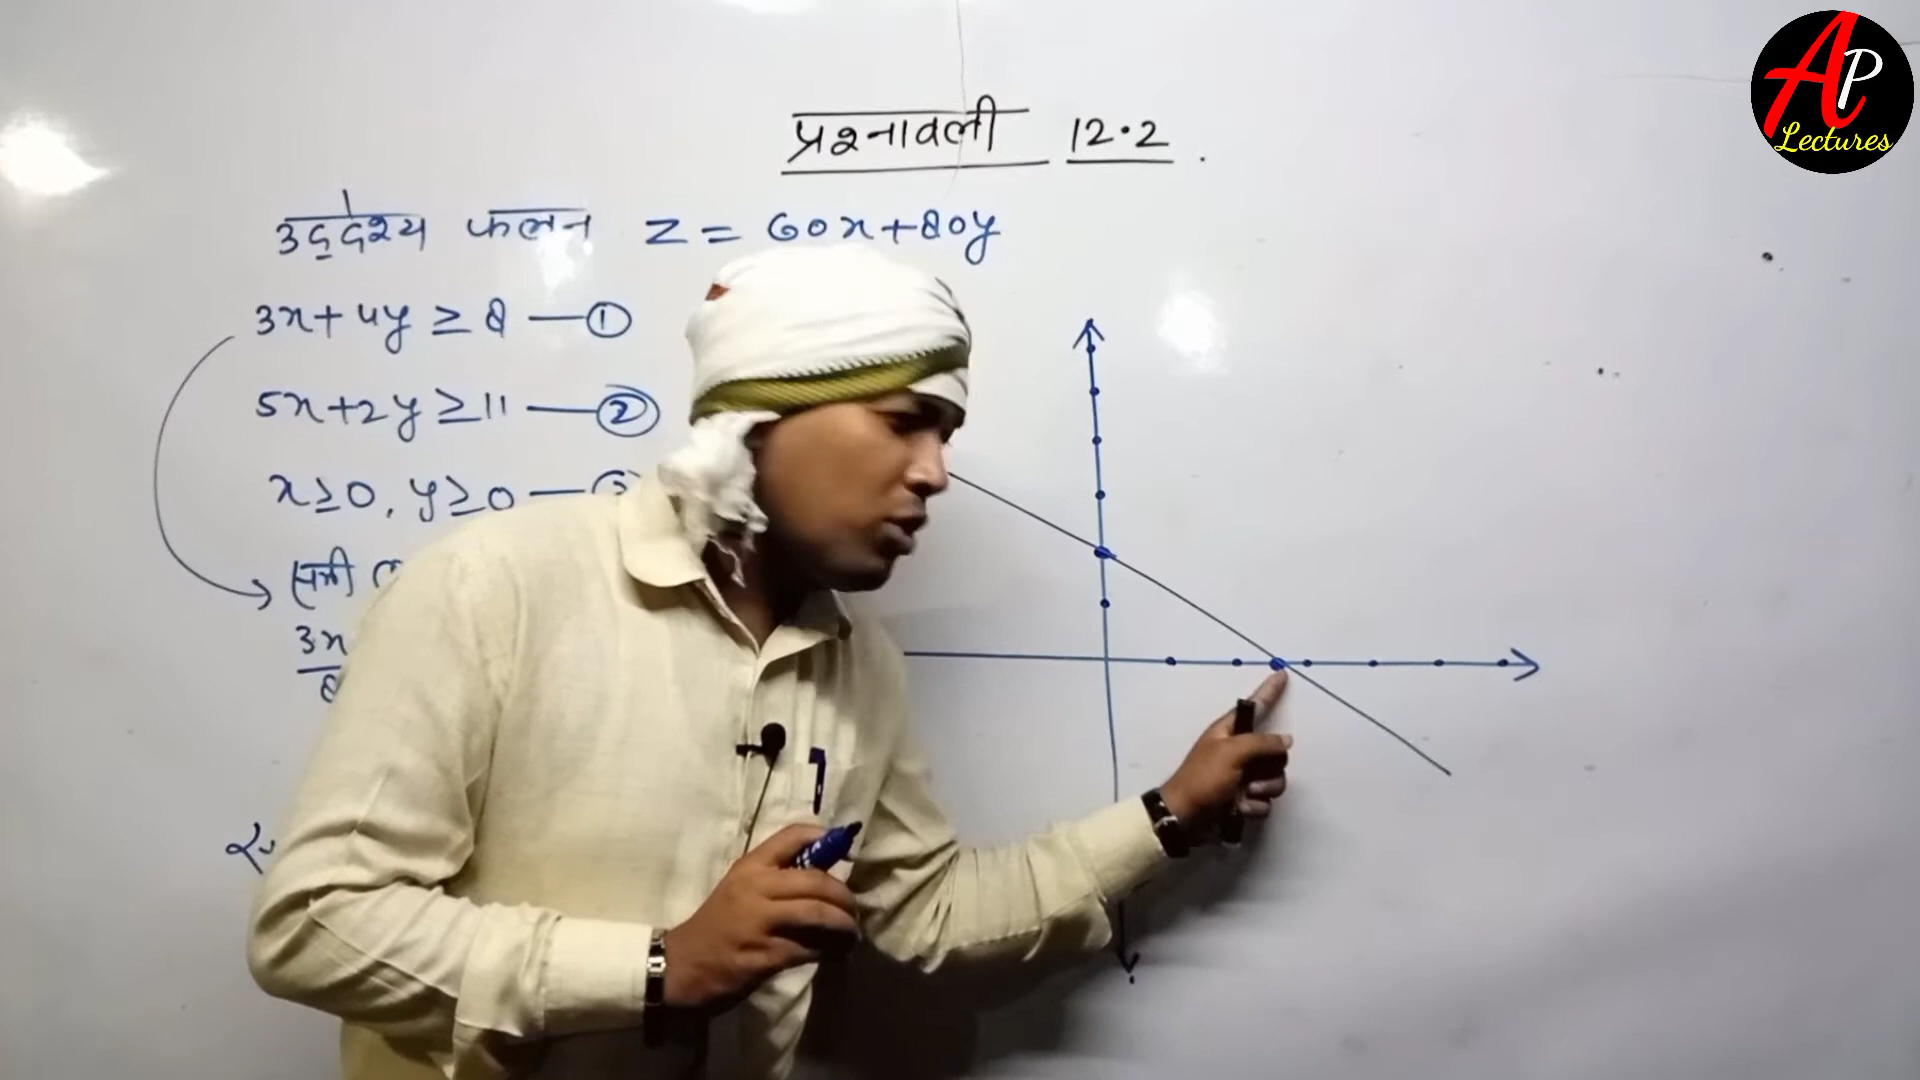 AP
Lectures
प्रश्नावली 12.2
उद्देश्य फलन Z = 60x+80y
3x+4y ≥ 8 — ①
5x+2y ≥ 11 — ②
x≥0, y≥0 —
3x
8